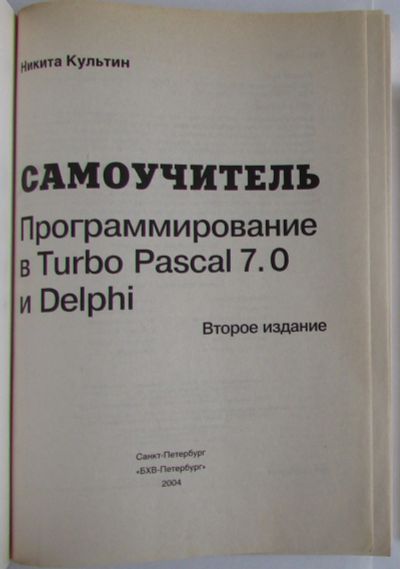 Никита Культин
САМОУЧИТЕЛЬ
Программирование
в Turbo Pascal 7.0
и Delphi
Второе издание
Санкт-Петербург
«БХВ-Петербург»
2004